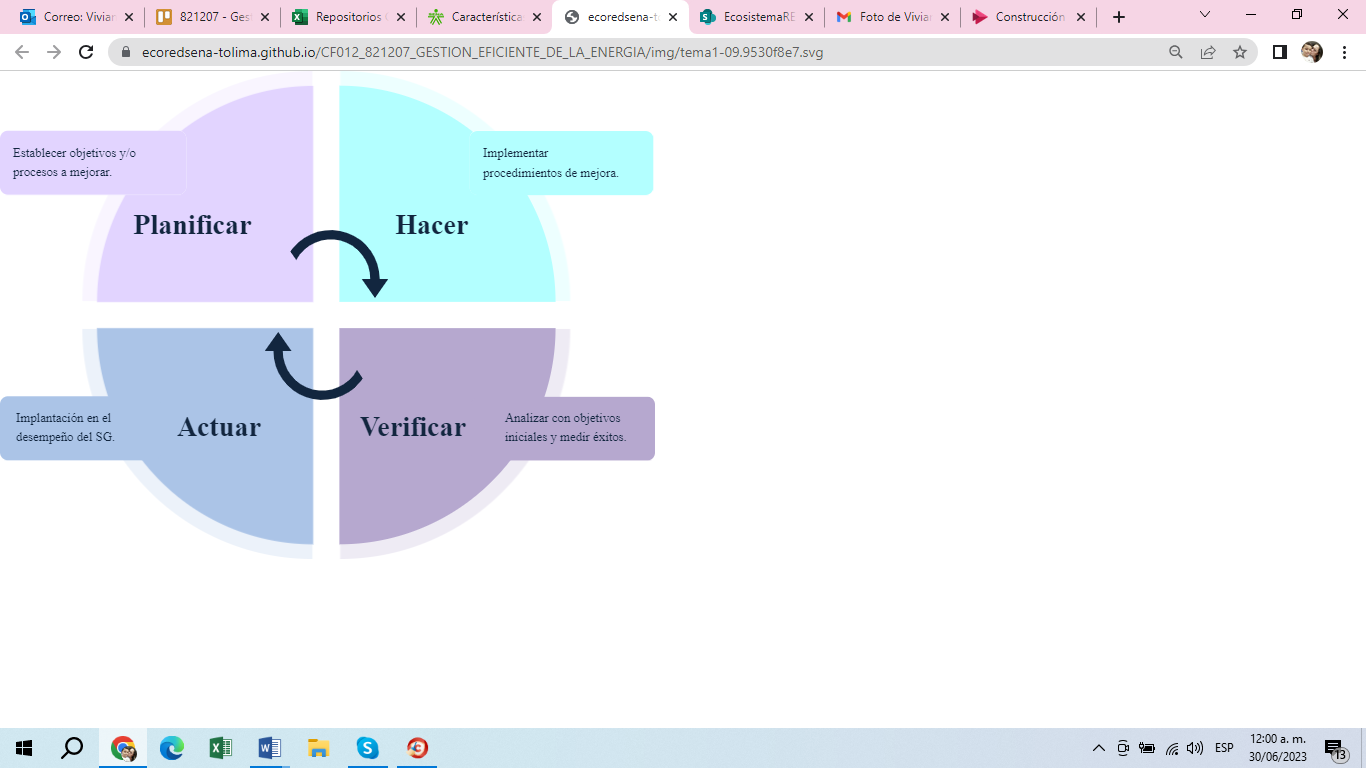 Correo: Vivian
821207 - Ges
Repositorios
Característica
ecoredsena-to
EcosistemaRE
Foto de Vivian
Construcción
ecoredsena-tolima.github.io/CF012_821207_GESTION_EFICIENTE_DE_LA_ENERGIA/img/tema1-09.9530f8e7.svg
Establecer objetivos y/o
procesos a mejorar.
Implementar
procedimientos de mejora.
Planificar
Hacer
Implantación en el
desempeño del SG.
Actuar
Verificar
Analizar con objetivos
iniciales y medir éxitos.
ESP
12:00 a. m.
30/06/2023
13